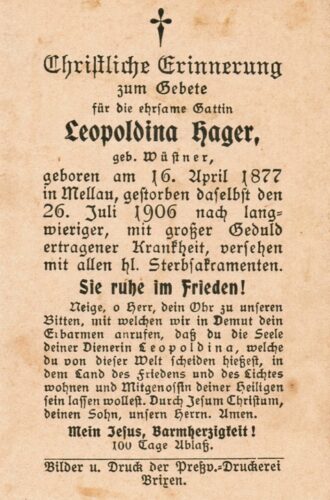 Christliche Erinnerung
zum Gebete
für die ehrsame Gattin
Leopoldina Hager,
geb. Wüstner,
geboren am 16. April 1877
in Mellau, gestorben daselbst den
26. Juli 1906 nach lang-
wieriger, mit großer Geduld
ertragener Krankheit, versehen
mit allen hl. Sterbsakramenten.
Sie ruhe im Frieden!
Neige, o Herr, dein Ohr zu unseren
Bitten, mit welchen wir in Demut dein
Erbarmen anrufen, daß du die Seele
deiner Dienerin Leopoldina, welche
du von dieser Welt scheiden hießest, in
dem Land des Friedens und des Lichtes
wohnen und Mitgenossin deiner Heiligen
sein lassen wollest. Durch Jesum Christum,
deinen Sohn, unsern Herrn. Amen.
Mein Jesus, Barmherzigkeit!
100 Tage Ablaß.
Bilder u. Druck der Preßv.-Druckerei
Brixen.